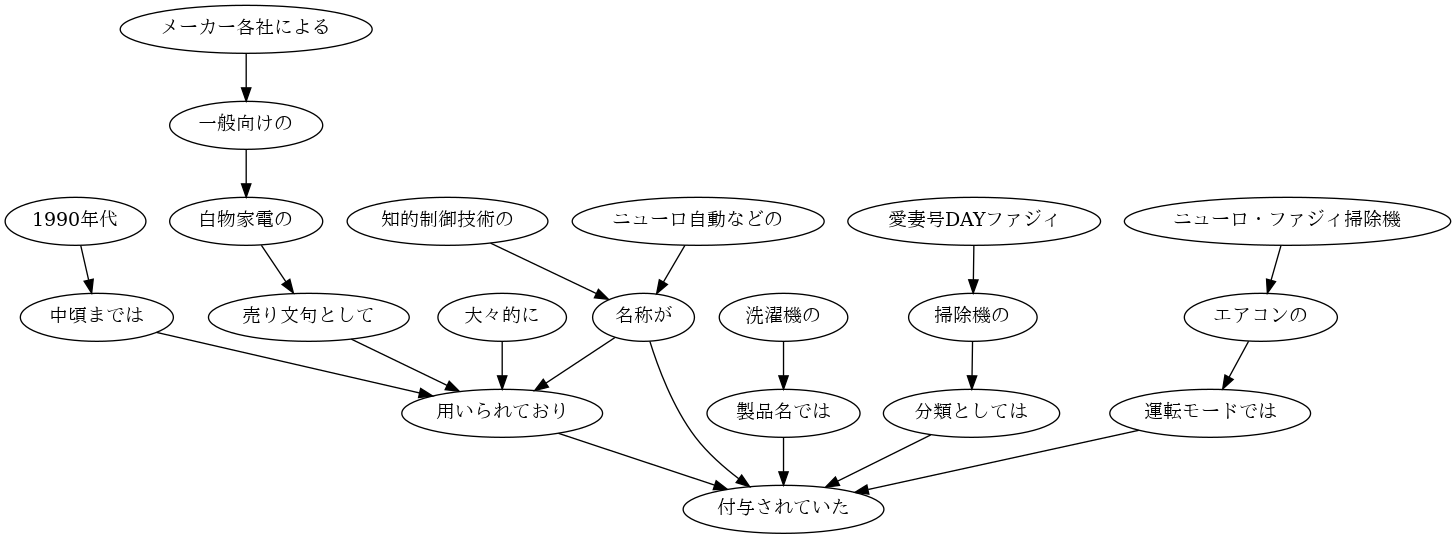 メーカー各社による
一般向けの
1990年代
白物家電の
知的制御技術の
ニューロ自動などの
愛妻号DAYファジィ
ニューロ・ファジィ掃除機
中頃までは
売り文句として
大々的に
名称が
洗濯機の
掃除機の
エアコンの
用いられており
製品名では
分類としては
運転モードでは
付与されていた